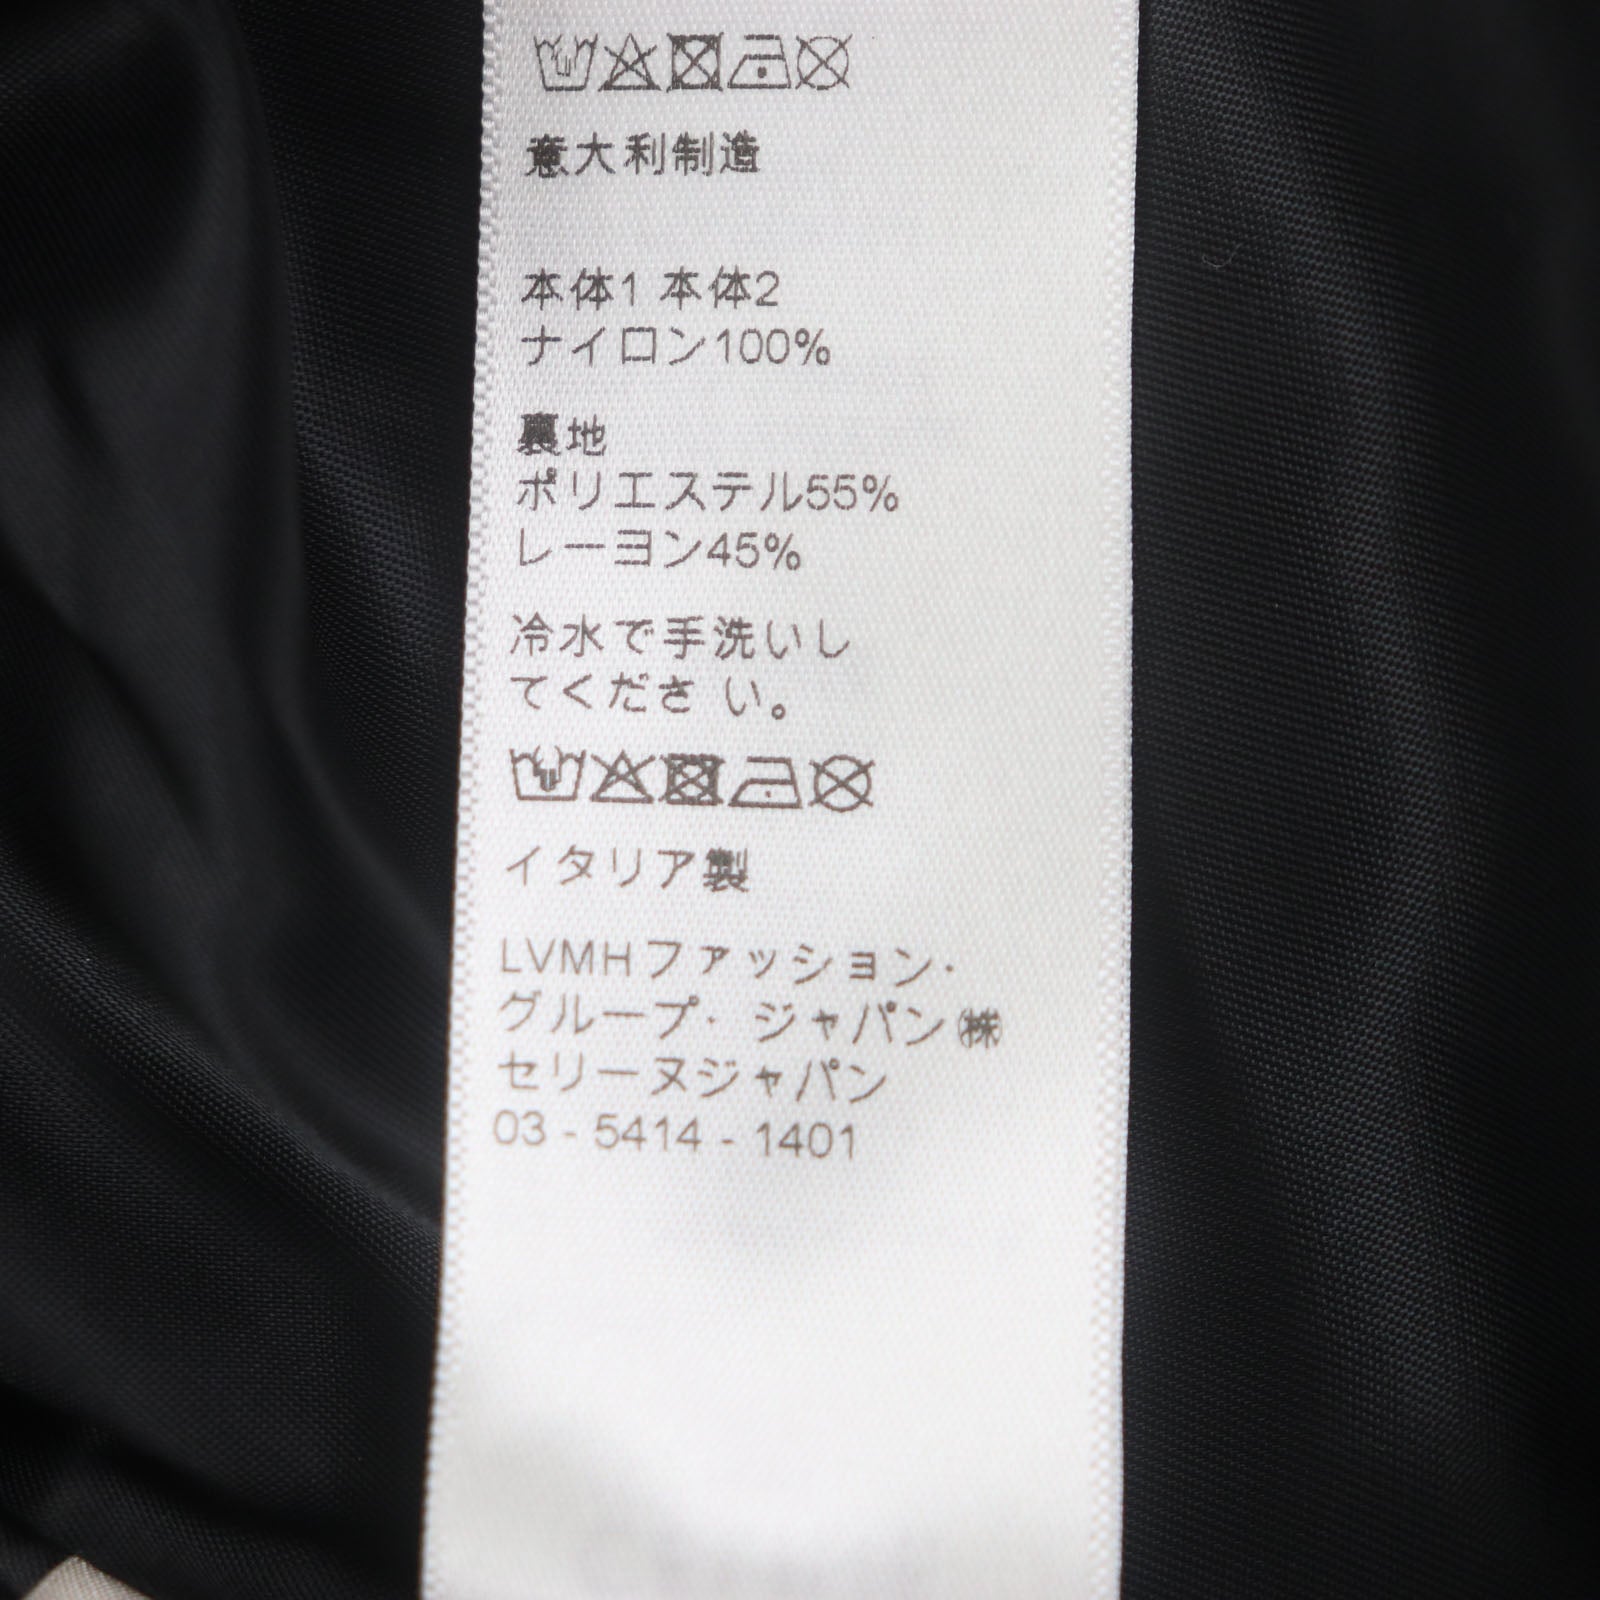 意大利制造
本体1 本体2
ナイロン100%
裏地
ポリエステル55%
レーヨン45%
冷水で手洗いし
てくださ い。
イタリア製
LVMHファッション・
グループ・ジャパン㈱
セリーヌジャパン
03 - 5414 - 1401